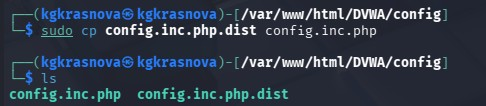 ┌──(kgkrasnova㉿kgkrasnova)-[/var/www/html/DVWA/config]
└─$ sudo cp config.inc.php.dist config.inc.php
┌──(kgkrasnova㉿kgkrasnova)-[/var/www/html/DVWA/config]
└─$ ls
config.inc.php  config.inc.php.dist